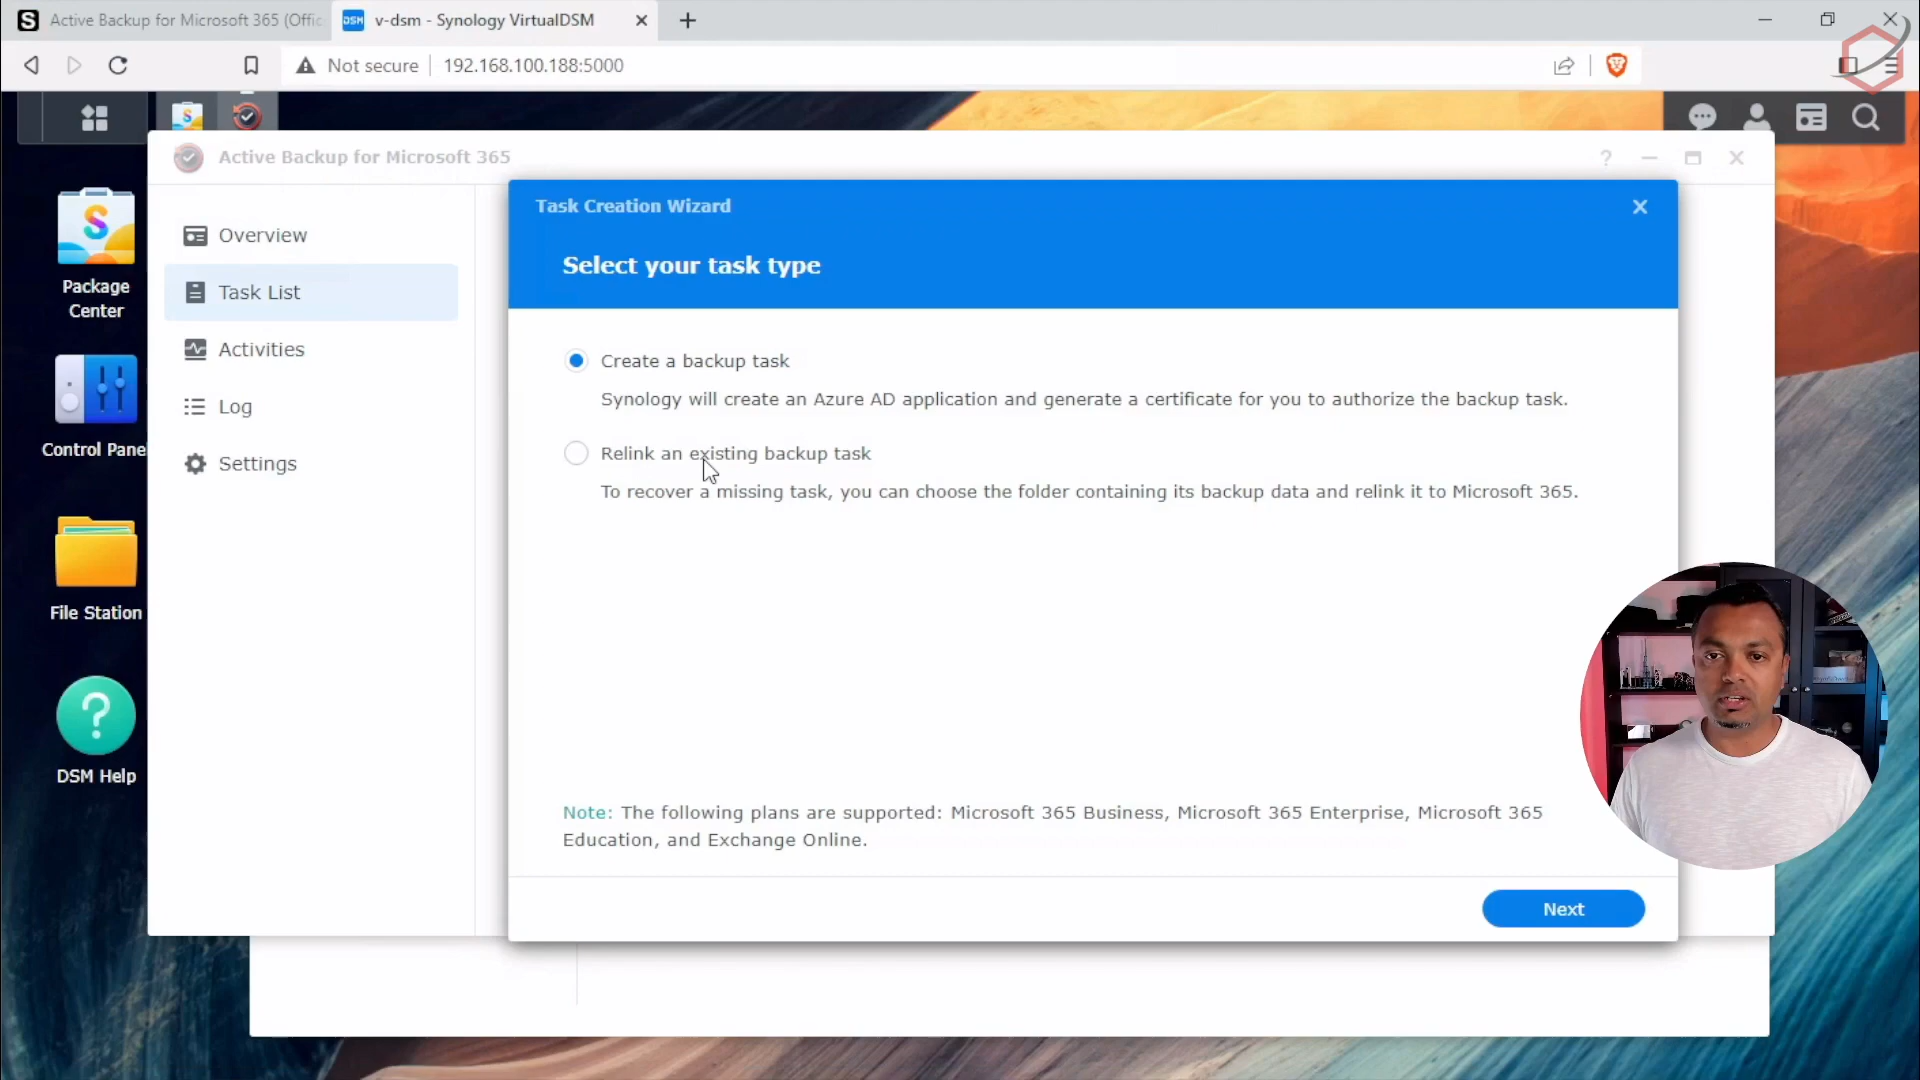 Active Backup for Microsoft 365 (Offic
DSM
v-dsm - Synology VirtualDSM
Not secure
192.168.100.188:5000
Active Backup for Microsoft 365
?
Package
Center
Control Pane
File Station
?
DSM Help
Overview
Task List
Activities
Log
Settings
Task Creation Wizard
Select your task type
Create a backup task
Synology will create an Azure AD application and generate a certificate for you to authorize the backup task.
Relink an existing backup task
To recover a missing task, you can choose the folder containing its backup data and relink it to Microsoft 365.
Note: The following plans are supported: Microsoft 365 Business, Microsoft 365 Enterprise, Microsoft 365
Education, and Exchange Online.
Next